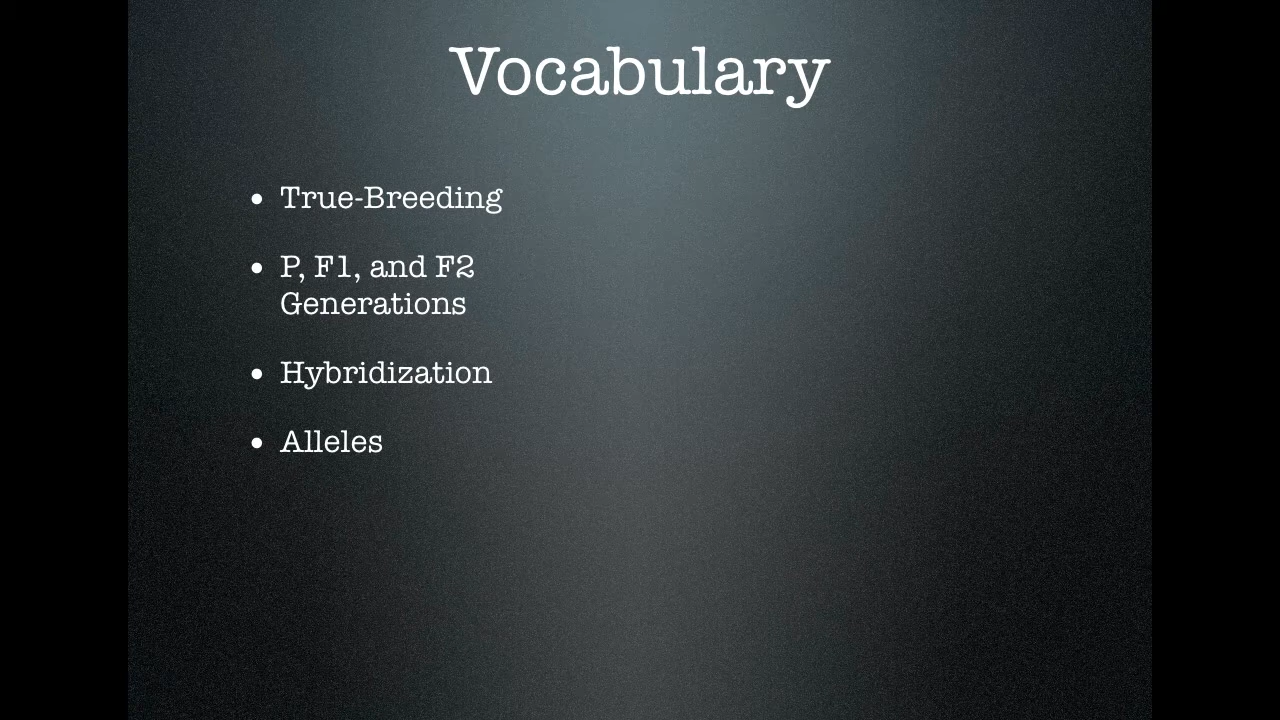 Vocabulary
• True-Breeding
• P, F1, and F2
Generations
• Hybridization
• Alleles